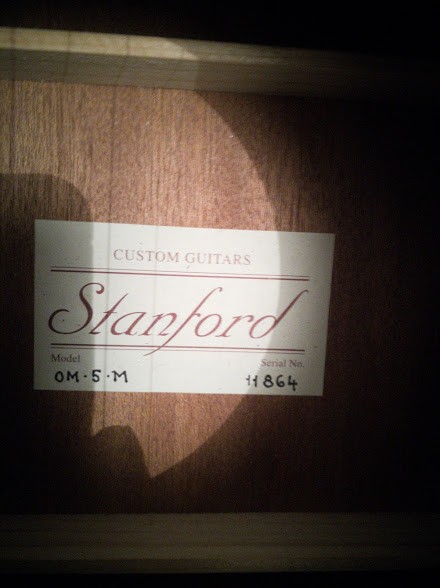 CUSTOM GUITARS
Stanford
Model Serial No.
OM·5·M 11864